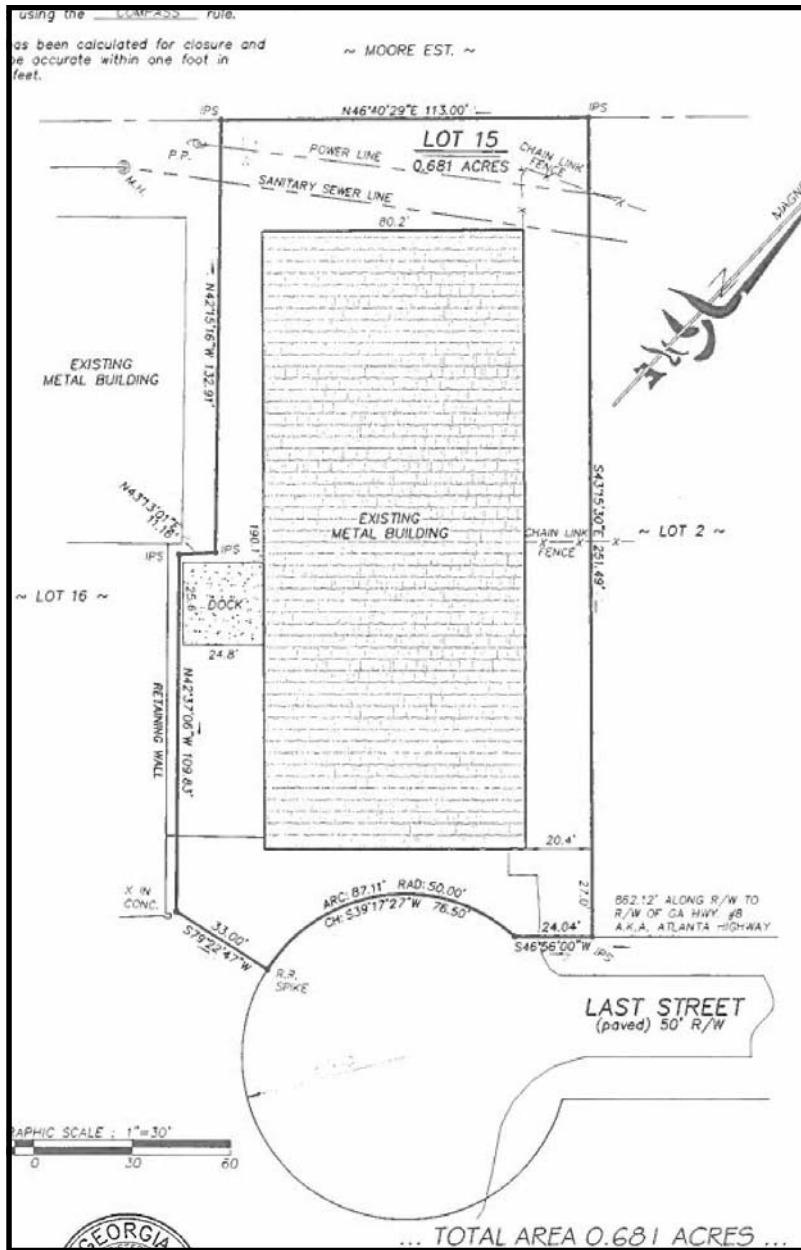 using the COMPASS rule.
has been calculated for closure and
be accurate within one foot in
feet.
~ MOORE EST. ~
IPS
N46°40'29"E 113.00'
IPS
LOT 15
0.681 ACRES
P.P.
POWER LINE
CHAIN LINK
FENCE
M.H.
SANITARY SEWER LINE
80.2'
MAGN
N42°15'16"W 132.91'
EXISTING
METAL BUILDING
N43°13'01"E
11.18'
IPS
IPS
190.1'
EXISTING
METAL BUILDING
CHAIN LINK
FENCE
S43°15'30"E 251.49'
~ LOT 2 ~
~ LOT 16 ~
25.6'
DOCK
24.8'
RETAINING WALL
N42°37'06"W 109.83'
20.4'
27.0'
X IN
CONC.
ARC: 87.11' RAD: 50.00'
CH: S39°17'27"W 76.50'
33.00'
S79°22'47"W
24.04'
S46°56'00"W
IPS
862.12' ALONG R/W TO
R/W OF GA HWY. #8
A.K.A. ATLANTA HIGHWAY
R.R.
SPIKE
LAST STREET
(paved) 50' R/W
RAPHIC SCALE : 1"=30'
0 30 60
GEORGIA
... TOTAL AREA 0.681 ACRES ...